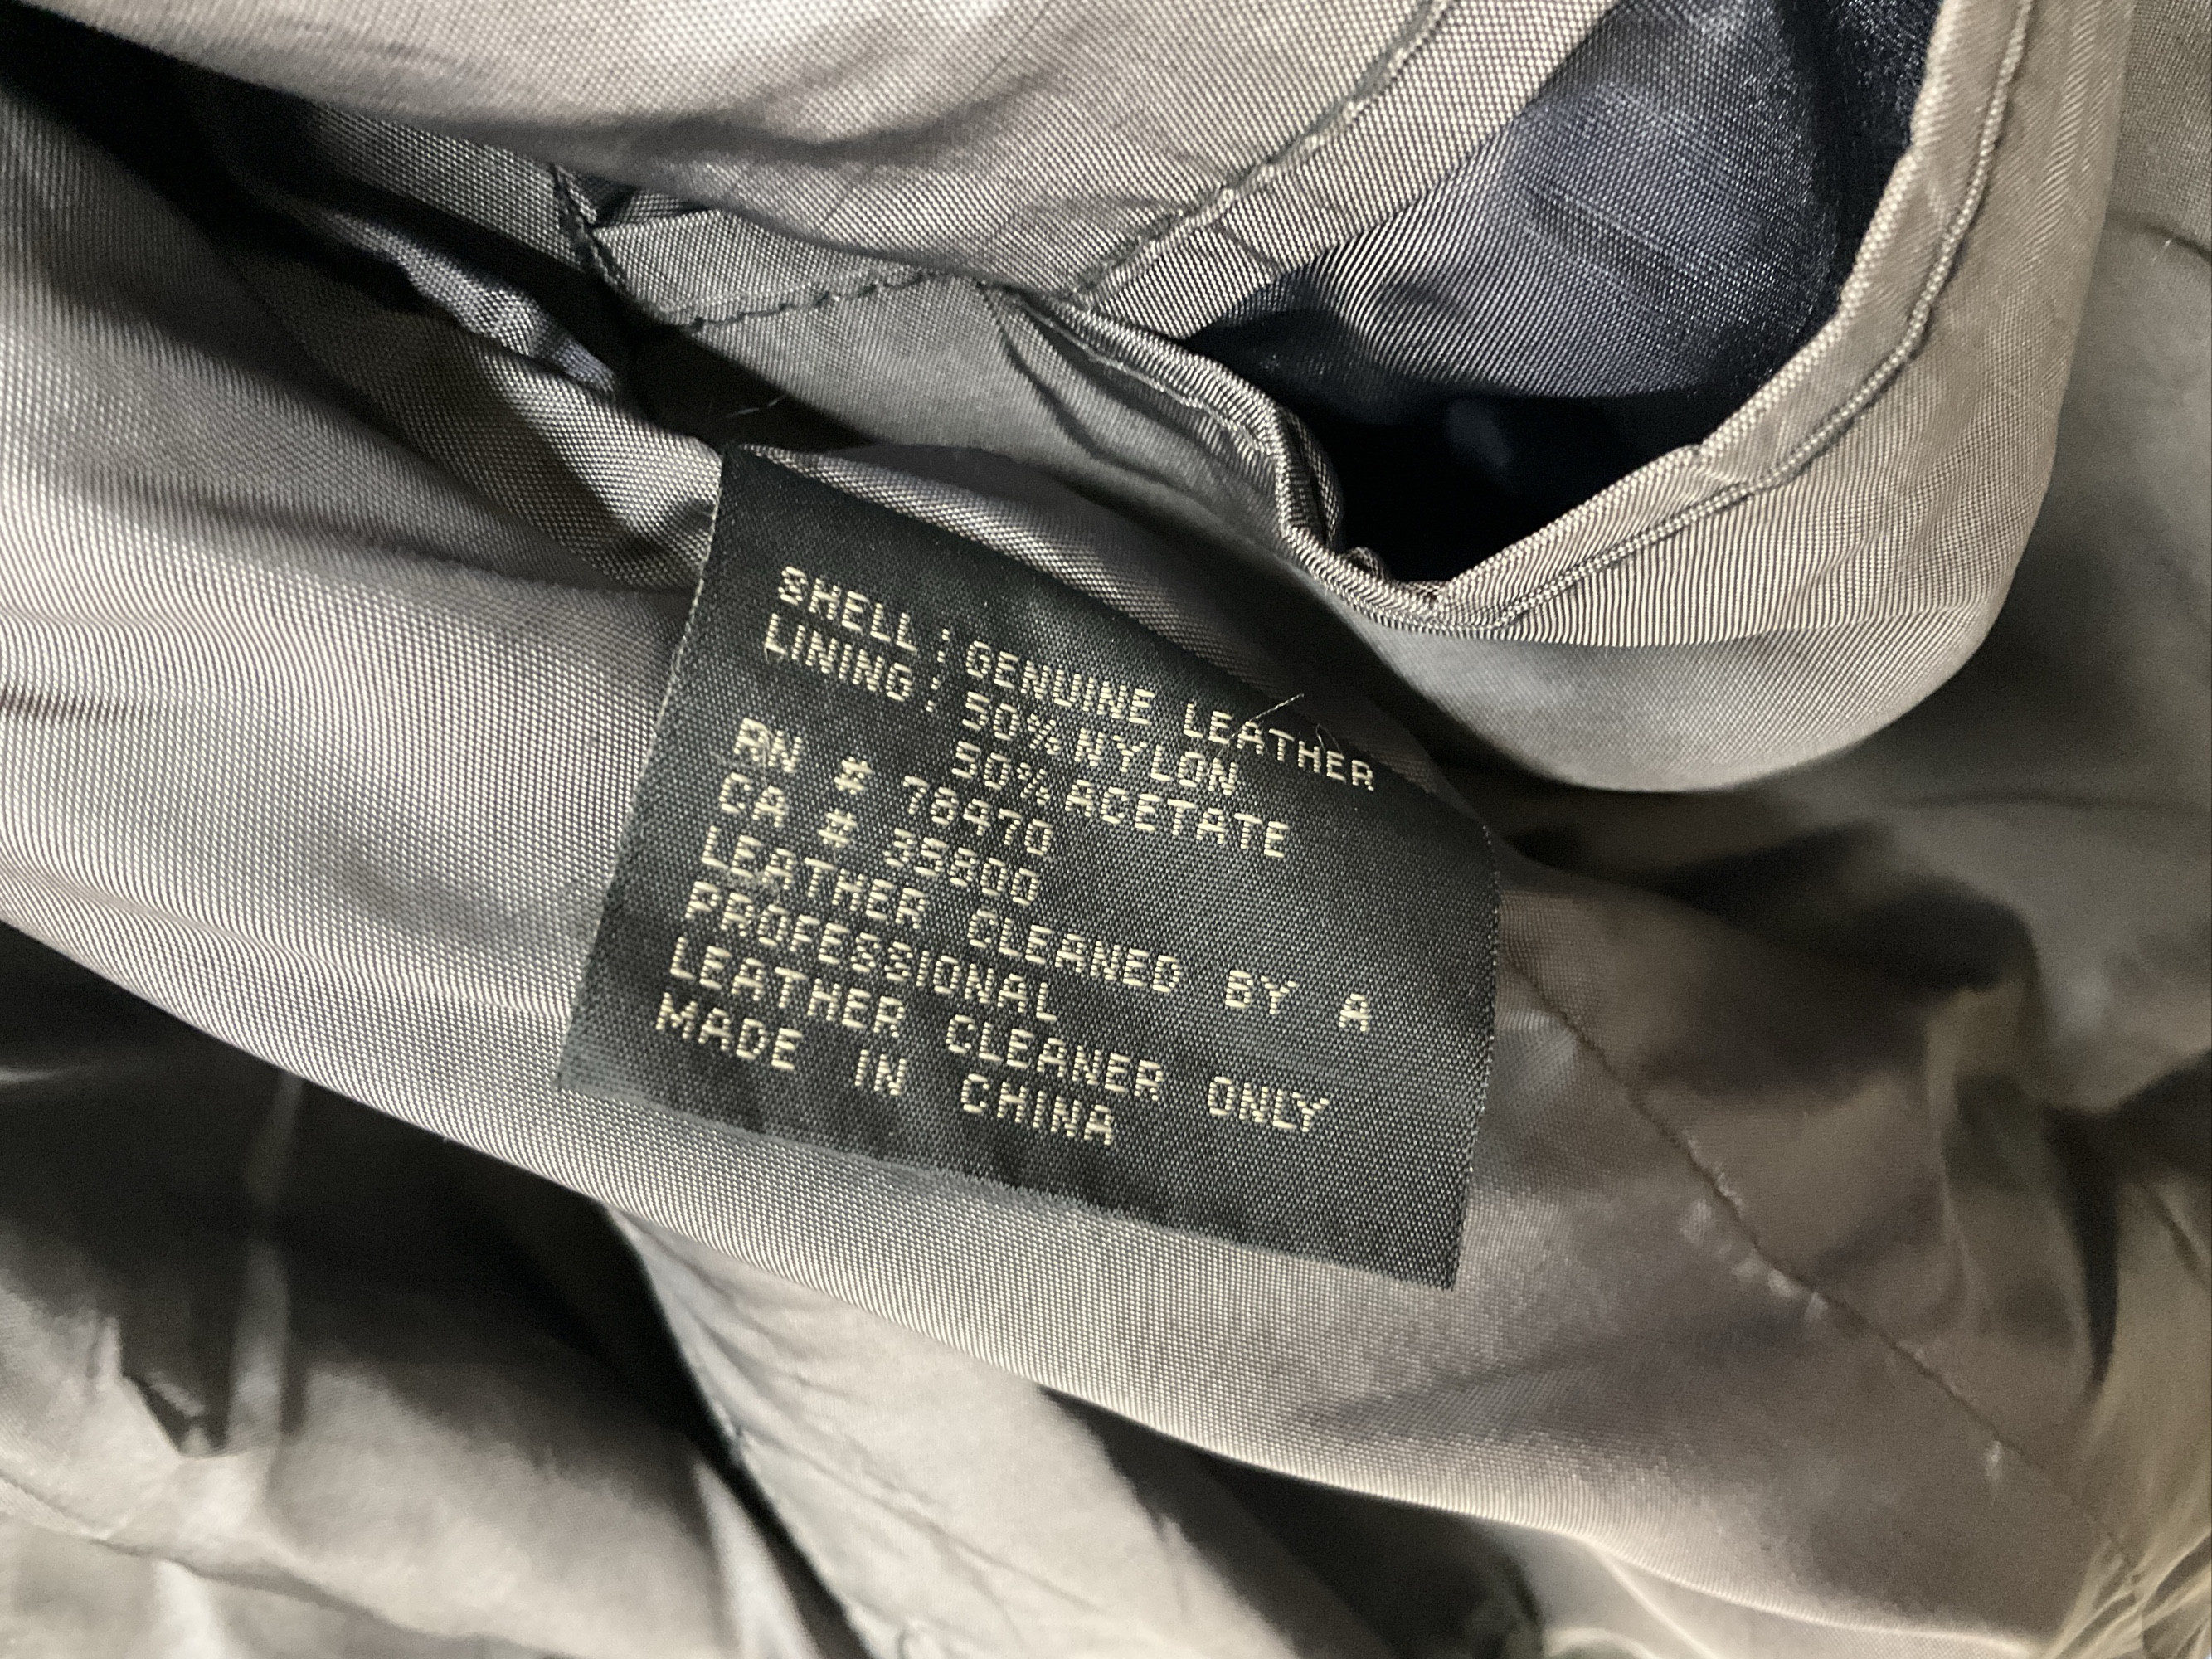 SHELL: GENUINE LEATHER
LINING: 50% NYLON
50% ACETATE
RN # 78470
CA # 35800
LEATHER CLEANED BY A
PROFESSIONAL
LEATHER CLEANER ONLY
MADE IN CHINA